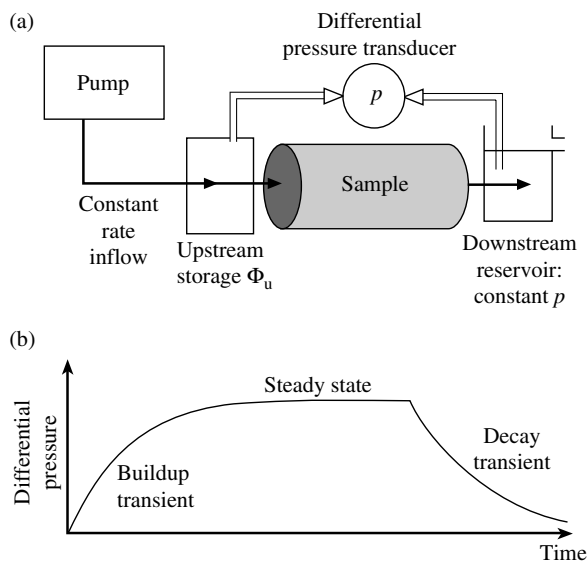 (a)
Differential
pressure transducer
Pump
p
Sample
Constant
rate
inflow
Upstream
storage Φu
Downstream
reservoir:
constant p
(b)
Differential
pressure
Steady state
Buildup
transient
Decay
transient
Time